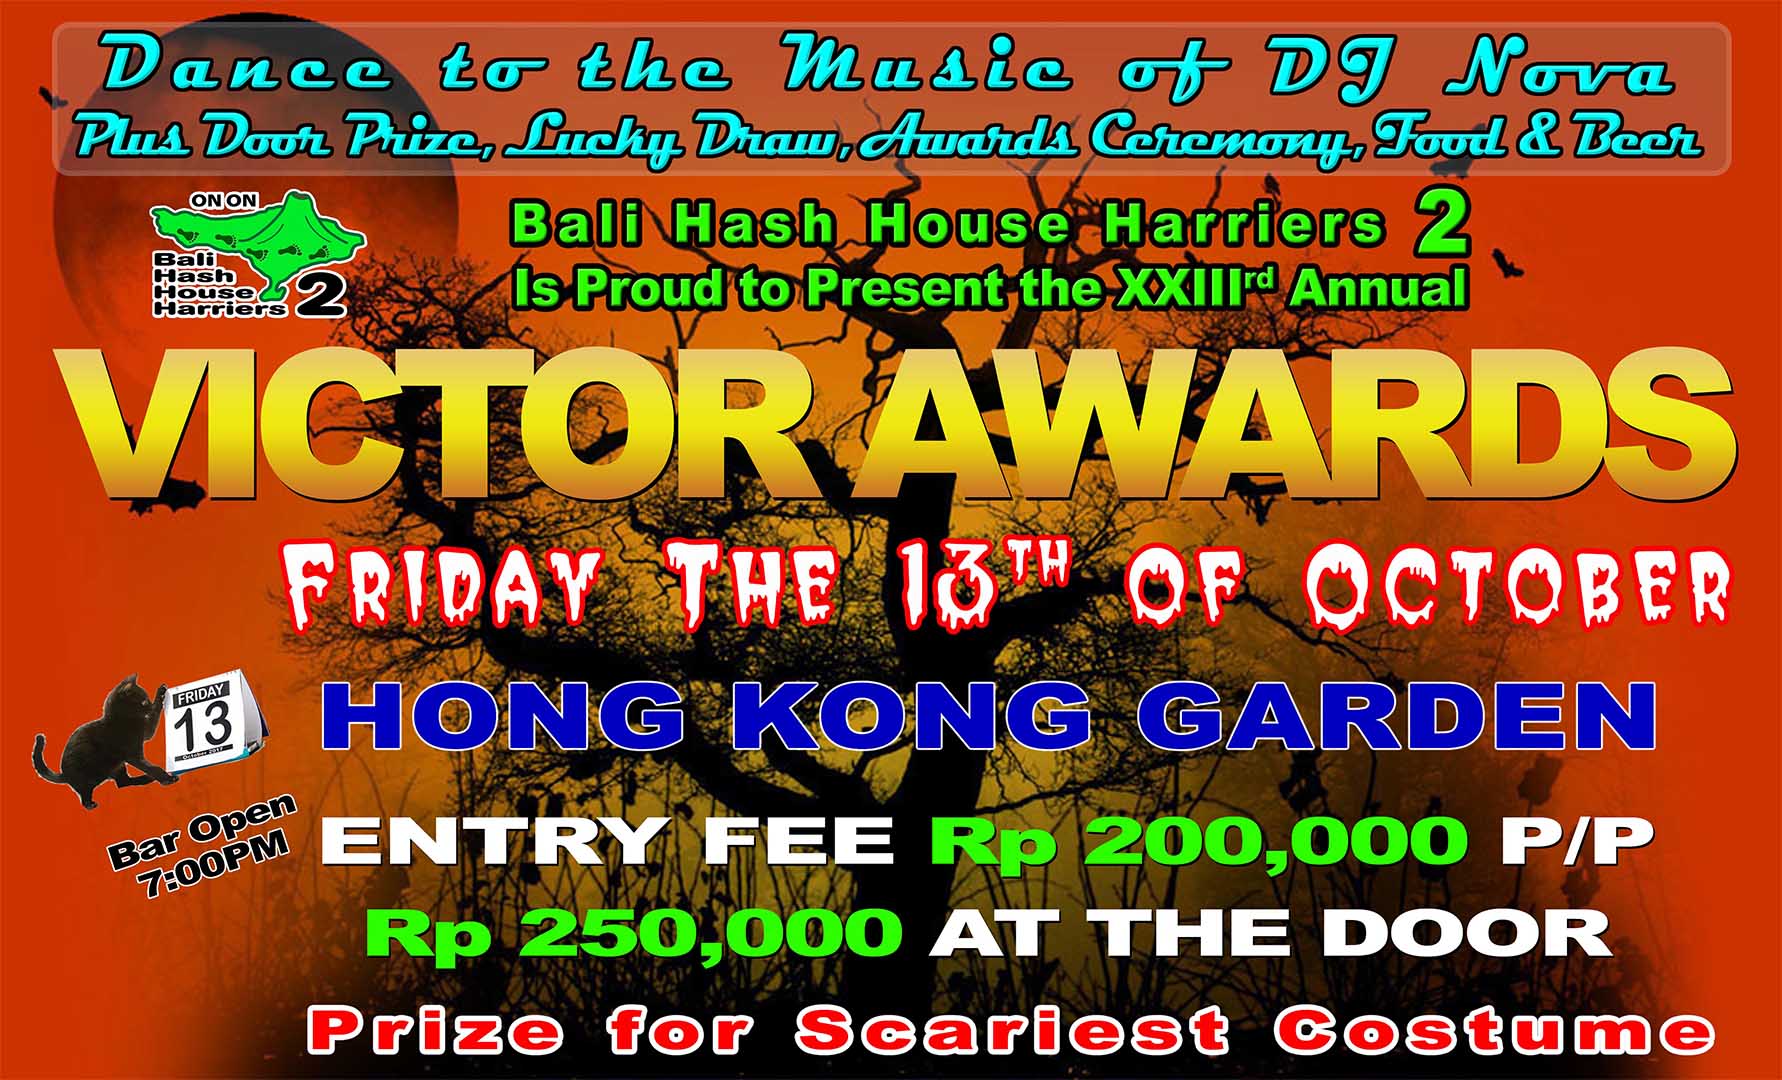 Dance to the Music of DJ Nova
Plus Door Prize, Lucky Draw, Awards Ceremony, Food & Beer
ON ON
Bali
Hash
House
Harriers 2
Bali Hash House Harriers 2
Is Proud to Present the XXIIIrd Annual
VICTOR AWARDS
Friday The 13th of October
FRIDAY
13
October 2017
HONG KONG GARDEN
Bar Open
7:00PM
ENTRY FEE Rp 200,000 P/P
Rp 250,000 AT THE DOOR
Prize for Scariest Costume